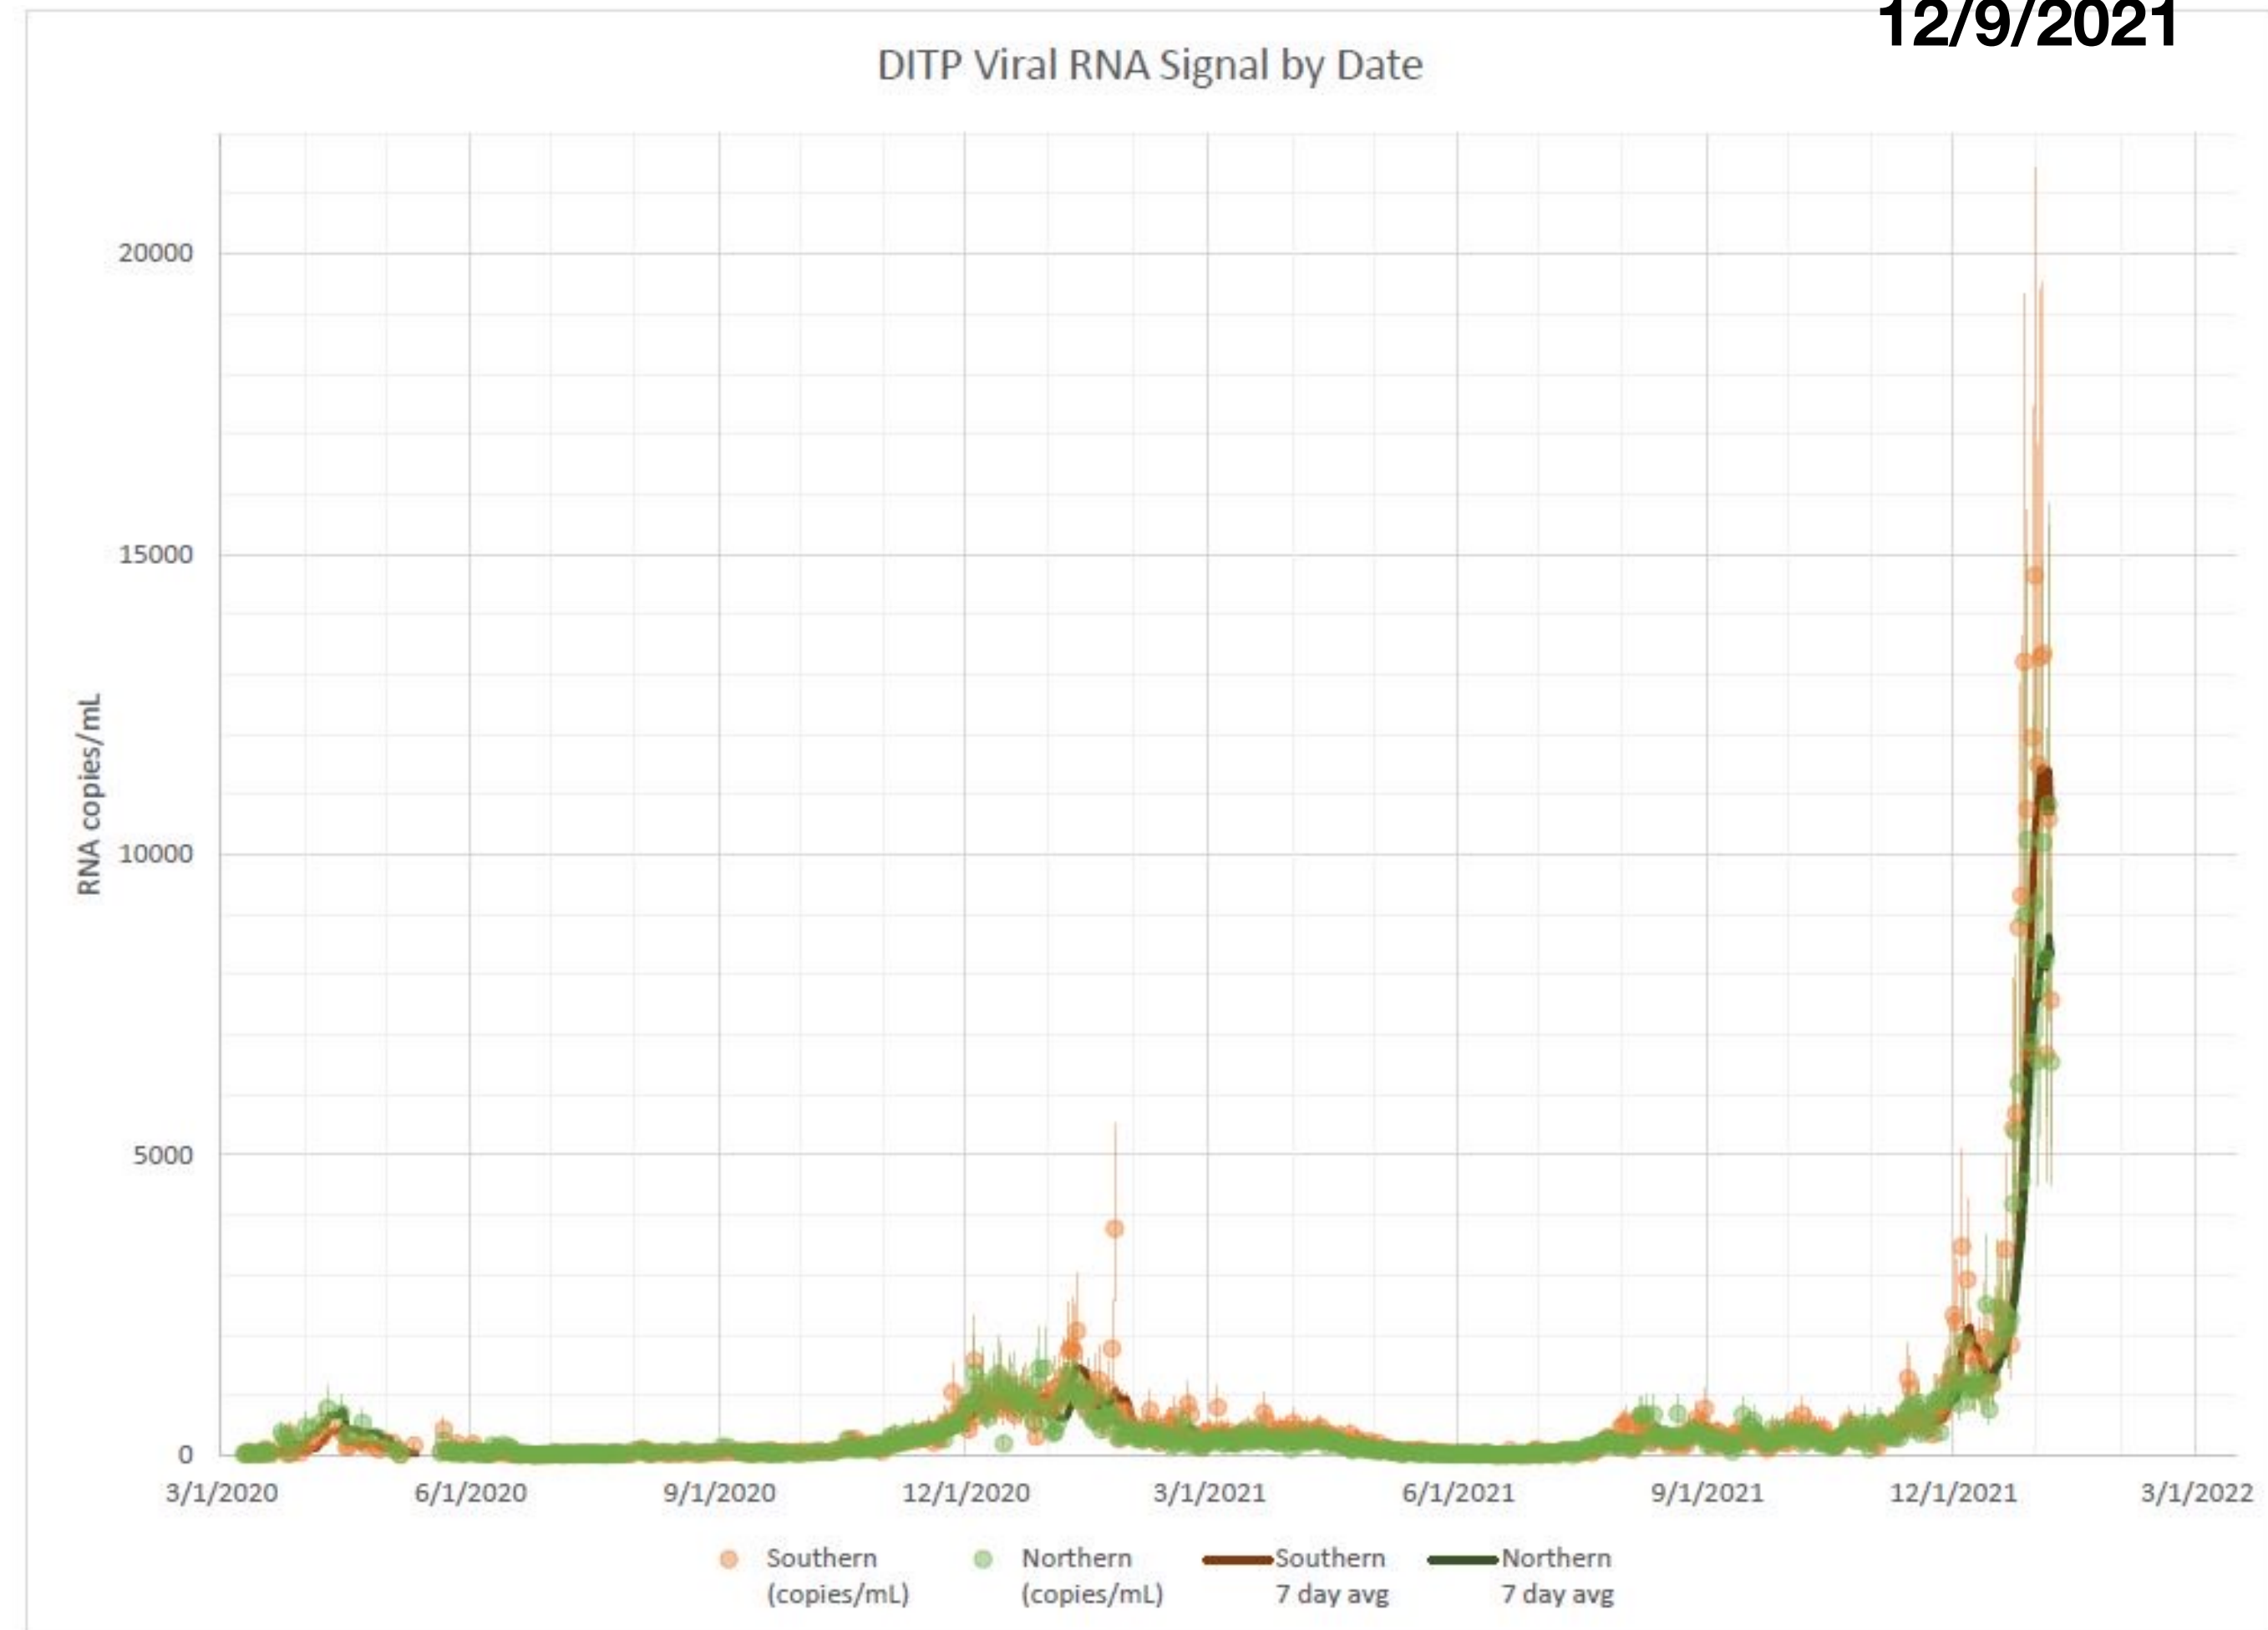 12/9/2021
DITP Viral RNA Signal by Date
RNA copies/mL
20000
15000
10000
5000
0
3/1/2020 6/1/2020 9/1/2020 12/1/2020 3/1/2021 6/1/2021 9/1/2021 12/1/2021 3/1/2022
Southern Northern Southern Northern
(copies/mL) (copies/mL) 7 day avg 7 day avg